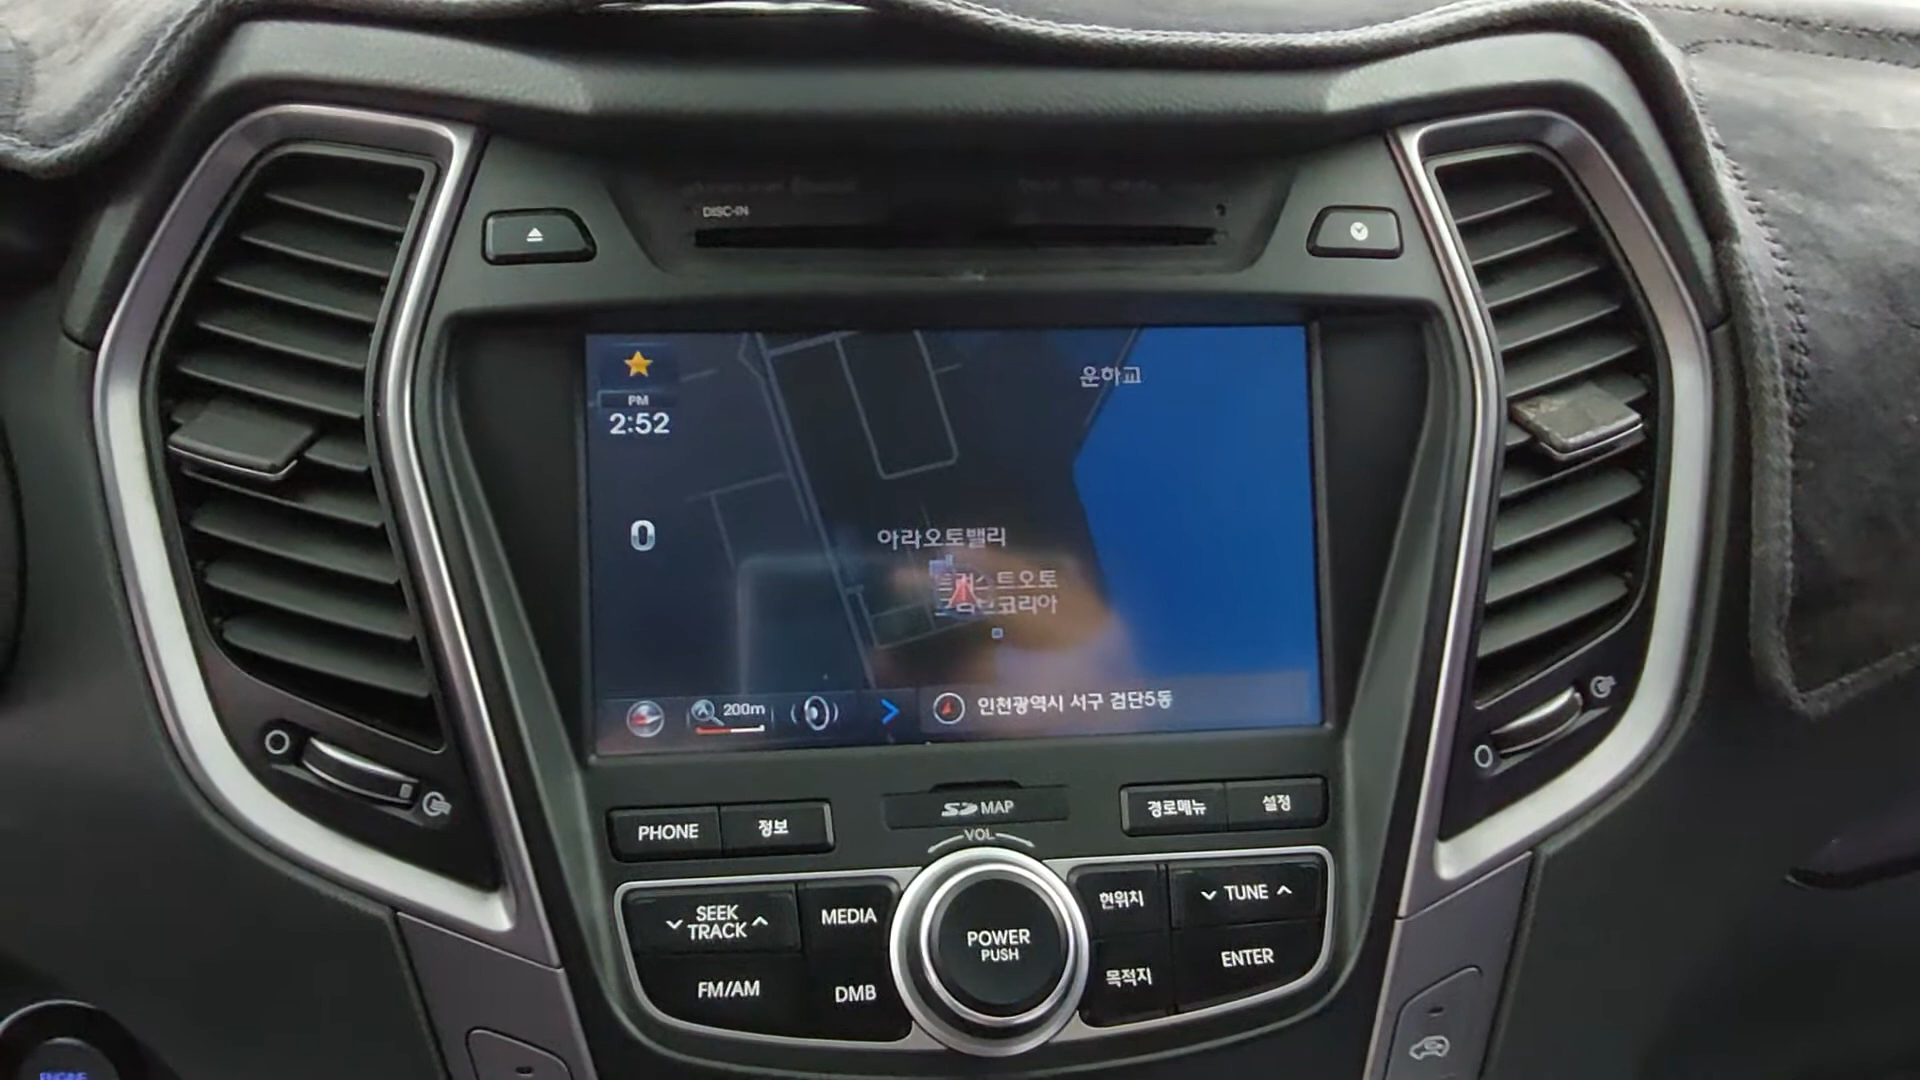 DISC-IN
운하교
PM
2:52
0
아라오토밸리
200m
인천광역시 서구 검단5동
PHONE
정보
SD MAP
경로메뉴
설정
VOL
SEEK
TRACK
MEDIA
FM/AM
DMB
POWER
PUSH
현위치
목적지
TUNE
ENTER
ENGINE